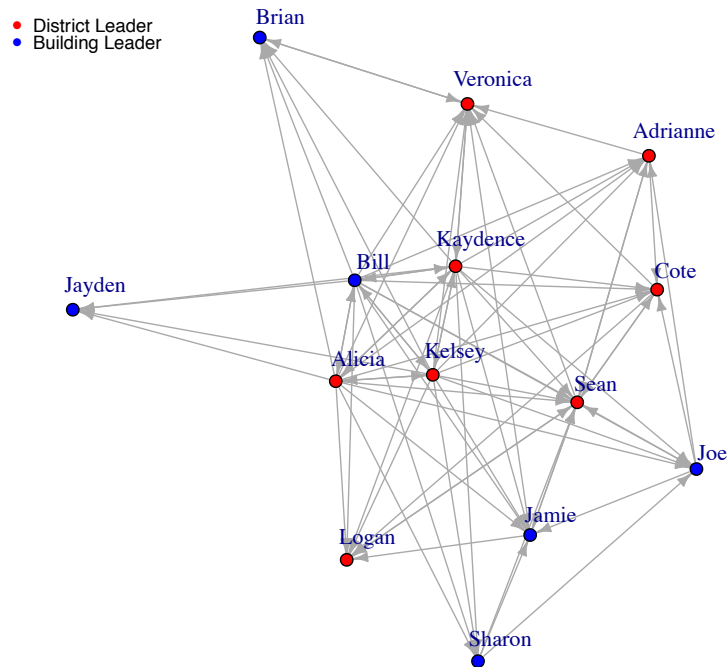 Brian
District Leader
Building Leader
Veronica
Adrianne
Kaydence
Bill
Cote
Jayden
Alicia
Kelsey
Sean
Joe
Jamie
Logan
Sharon